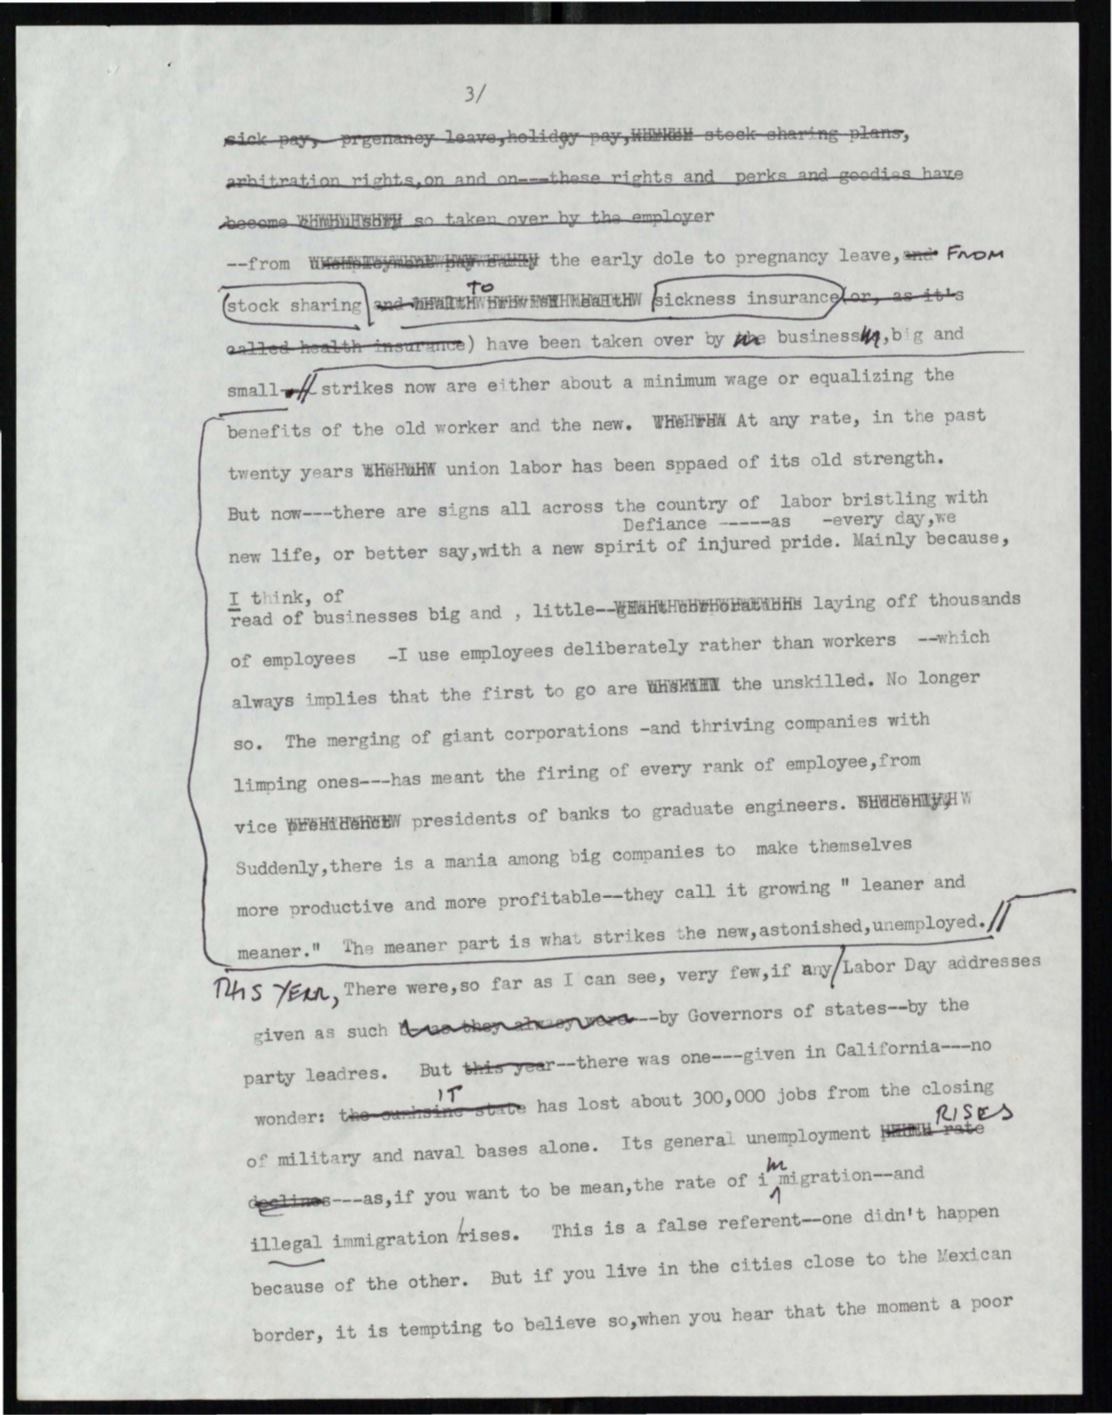 3/
sick pay, prgenancy leave,holidgy pay, stock sharing plans,
arbitration rights,on and on---these rights and perks and goodies have
become so taken over by the employer
--from the early dole to pregnancy leave,and FROM
stock sharing and TO sickness insurance(or, as it's
called health insurance) have been taken over by the business,big and
small-- // strikes now are either about a minimum wage or equalizing the
benefits of the old worker and the new. At any rate, in the past
twenty years union labor has been sppaed of its old strength.
But now---there are signs all across the country of labor bristling with
Defiance -----as -every day,we
new life, or better say,with a new spirit of injured pride. Mainly because,
I think, of
read of businesses big and , little-- giant corporations laying off thousands
of employees -I use employees deliberately rather than workers --which
always implies that the first to go are the unskilled. No longer
so. The merging of giant corporations -and thriving companies with
limping ones---has meant the firing of every rank of employee,from
vice presidents of banks to graduate engineers. Suddenly,
Suddenly,there is a mania among big companies to make themselves
more productive and more profitable--they call it growing " leaner and
meaner." The meaner part is what strikes the new,astonished,unemployed. //
THIS YEAR, There were,so far as I can see, very few,if any/Labor Day addresses
given as such as they always were---by Governors of states--by the
party leadres. But this year--there was one---given in California---no
IT
wonder: the sunhsine state has lost about 300,000 jobs from the closing
of military and naval bases alone. Its general unemployment rate RISES
declines---as,if you want to be mean,the rate of i m migration--and
illegal immigration /rises. This is a false referent--one didn't happen
because of the other. But if you live in the cities close to the Mexican
border, it is tempting to believe so,when you hear that the moment a poor